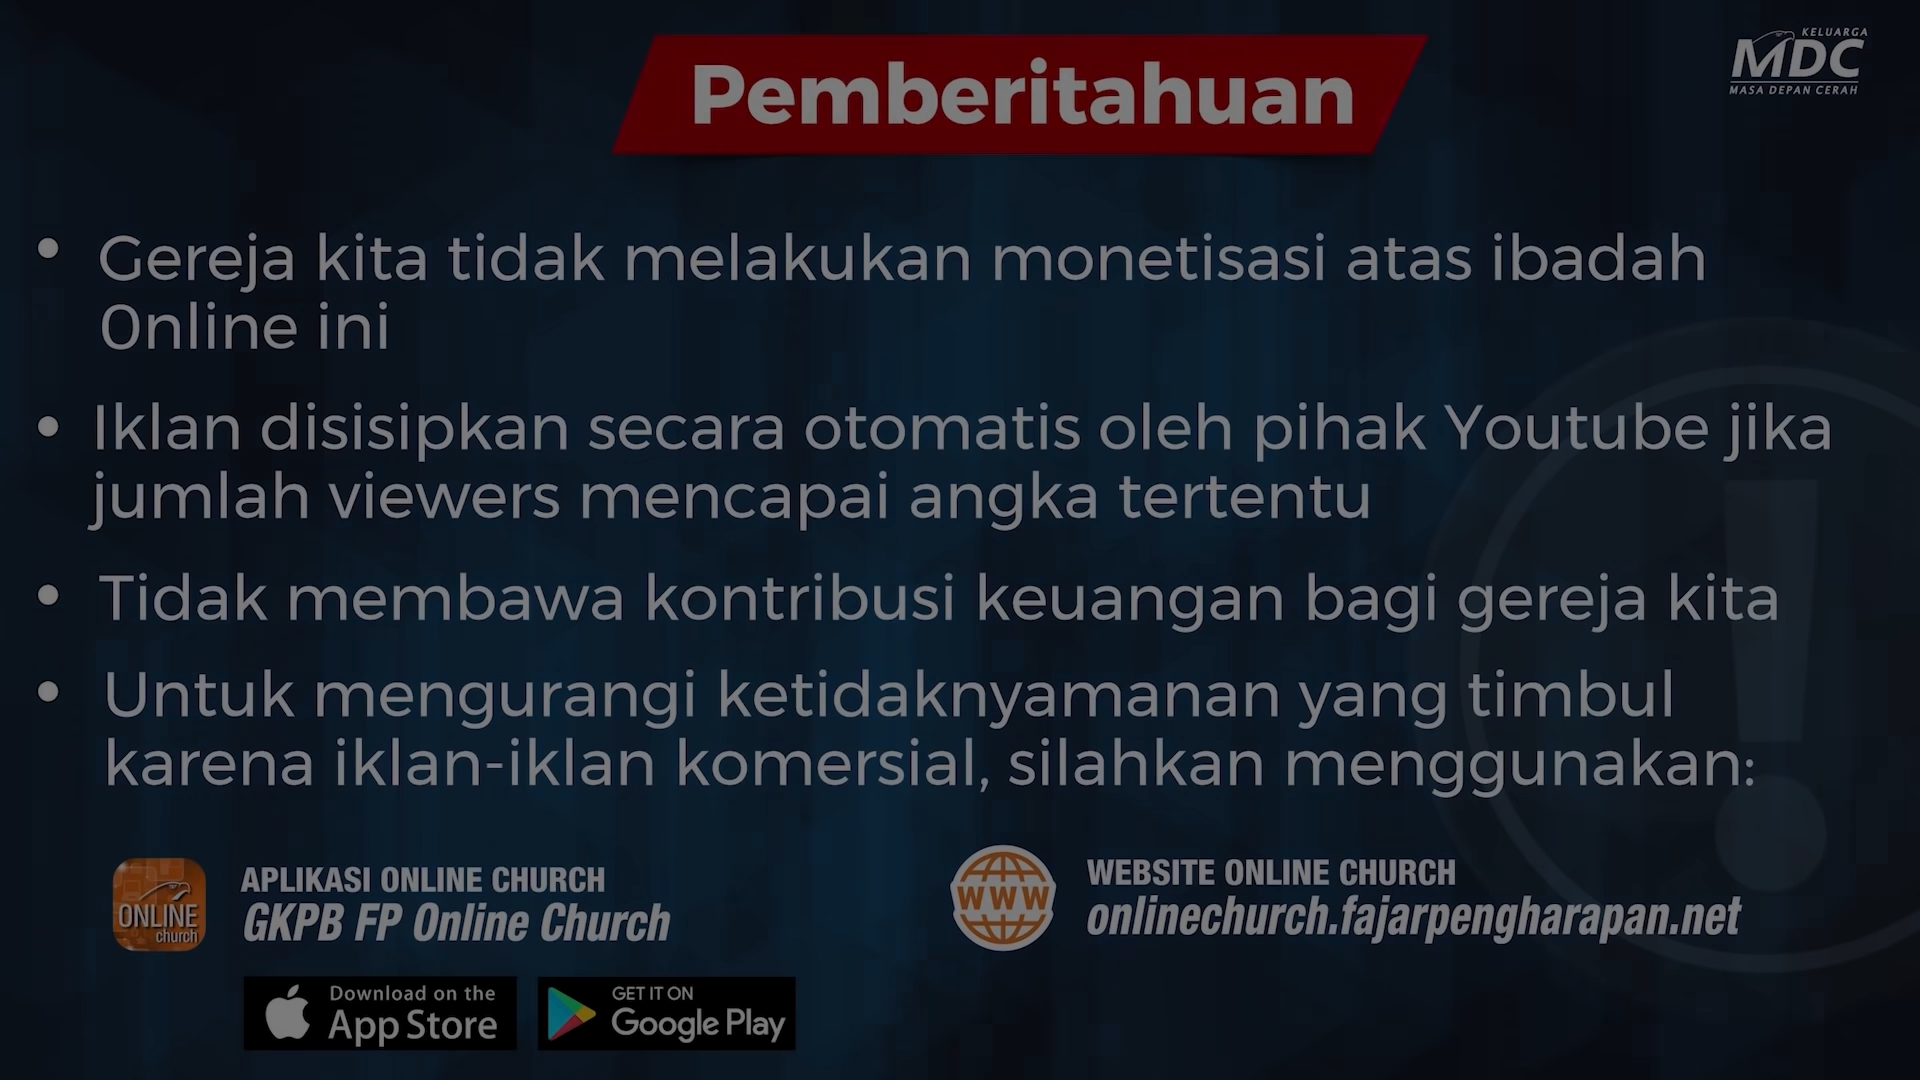 Pemberitahuan
KELUARGA
MDC
MASA DEPAN CERAH
• Gereja kita tidak melakukan monetisasi atas ibadah
Online ini
• Iklan disisipkan secara otomatis oleh pihak Youtube jika
jumlah viewers mencapai angka tertentu
• Tidak membawa kontribusi keuangan bagi gereja kita
• Untuk mengurangi ketidaknyamanan yang timbul
karena iklan-iklan komersial, silahkan menggunakan:
ONLINE
church
APLIKASI ONLINE CHURCH
GKPB FP Online Church
Download on the
App Store
GET IT ON
Google Play
WWW
WEBSITE ONLINE CHURCH
onlinechurch.fajarpengharapan.net